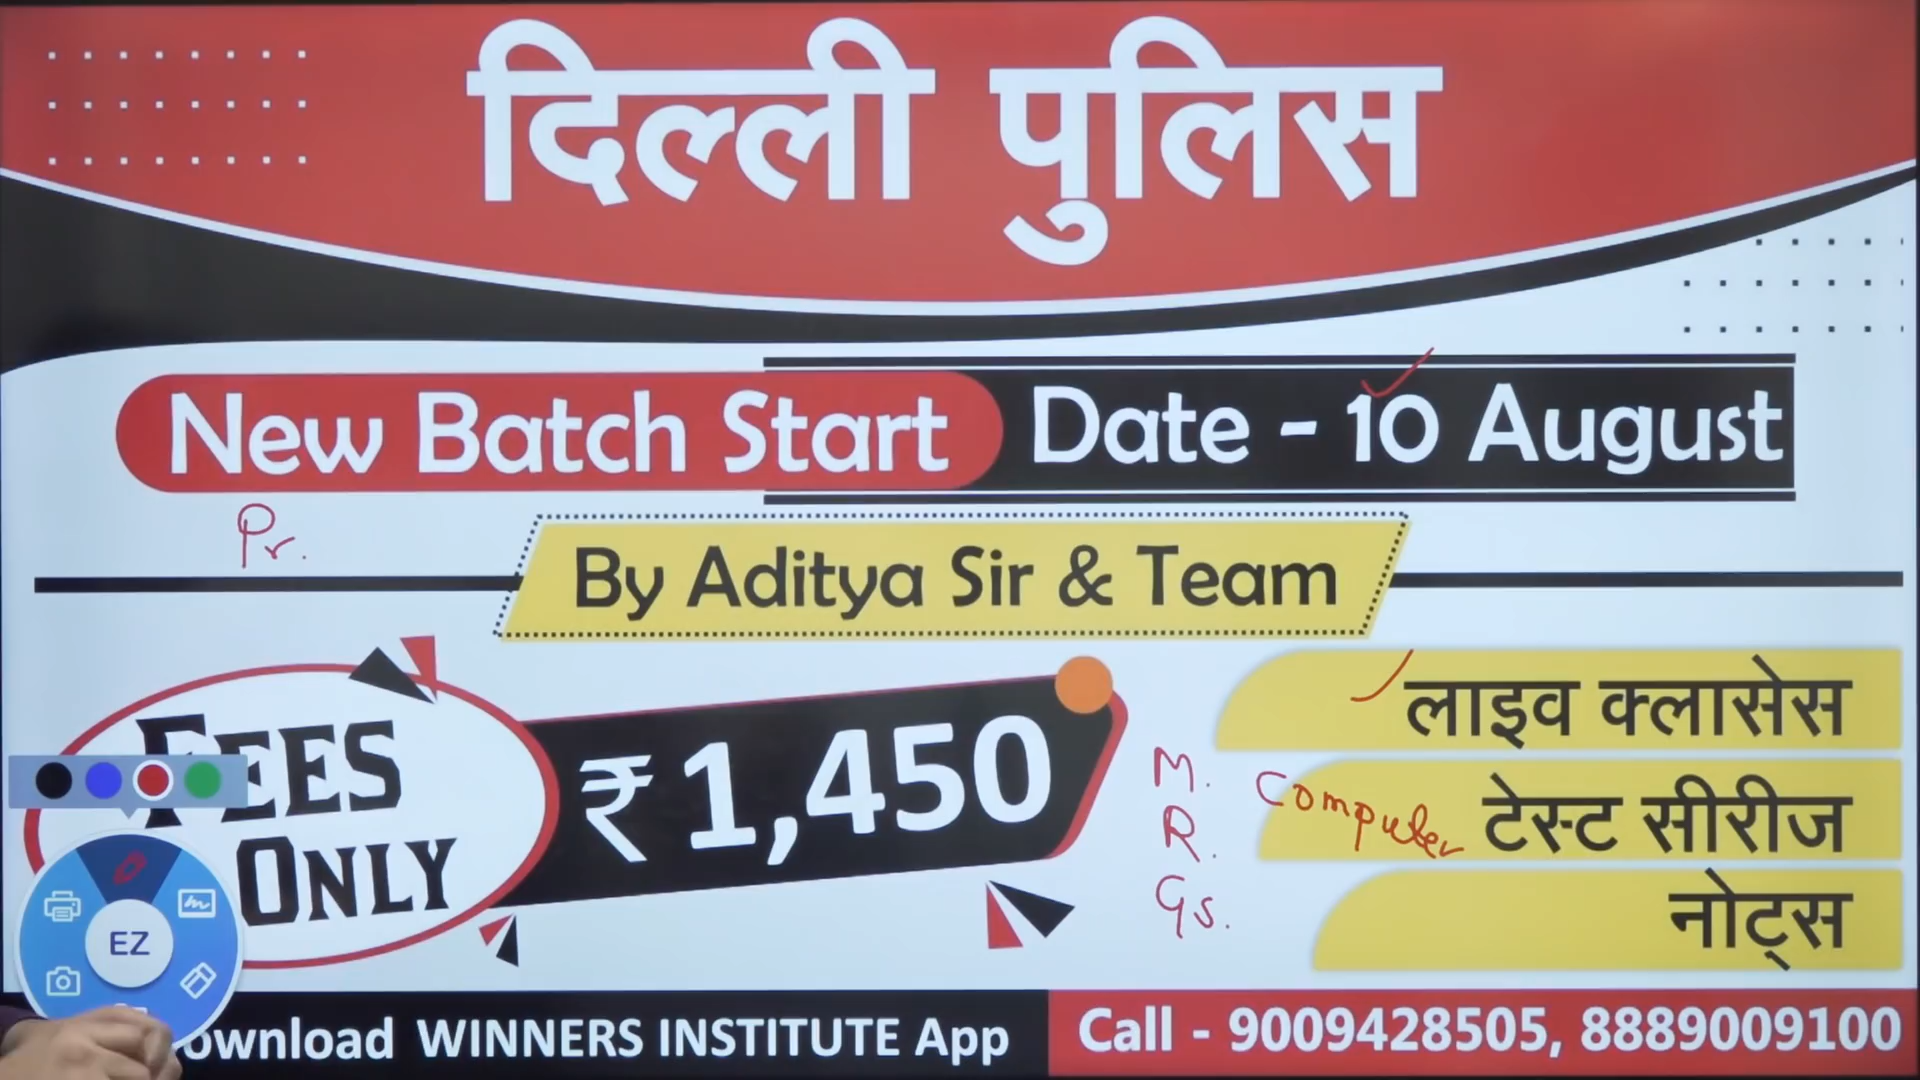 दिल्ली पुलिस
New Batch Start Date - 10 August
Pr.
By Aditya Sir & Team
FEES ONLY
₹1,450
लाइव क्लासेस
M.
Computer
टेस्ट सीरीज
R.
Gs.
नोट्स
EZ
ownload WINNERS INSTITUTE App
Call - 9009428505, 8889009100